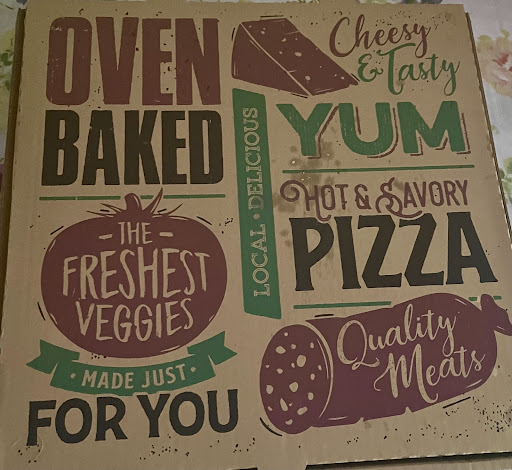 OVEN
BAKED
- THE -
FRESHEST
VEGGIES
• MADE JUST •
FOR YOU
LOCAL • DELICIOUS
Cheesy
& Tasty
YUM
HOT & SAVORY
PIZZA
Quality
Meats